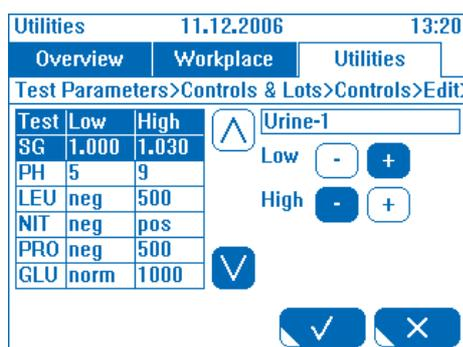 Utilities 11.12.2006 13:20
Overview Workplace Utilities
Test Parameters>Controls & Lots>Controls>Edit>
Test Low High
SG 1.000 1.030
PH 5 9
LEU neg 500
NIT neg pos
PRO neg 500
GLU norm 1000
Urine-1
Low - +
High - +